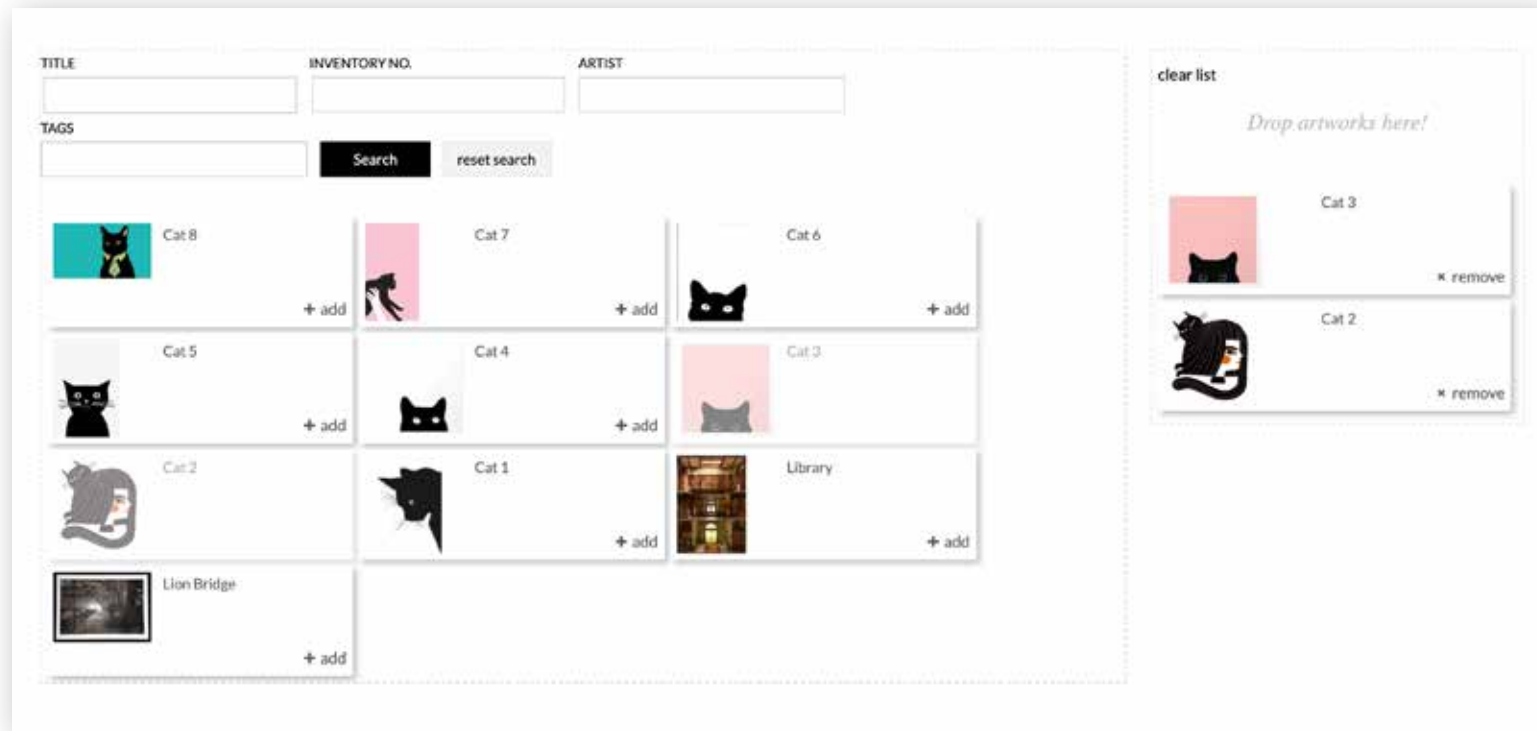 TITLE INVENTORY NO. ARTIST
TAGS
Search reset search
Cat 8 Cat 7 Cat 6
+ add + add + add
Cat 5 Cat 4 Cat 3
+ add + add
Cat 2 Cat 1 Library
+ add + add
Lion Bridge
+ add
clear list
Drop artworks here!
Cat 3
× remove
Cat 2
× remove